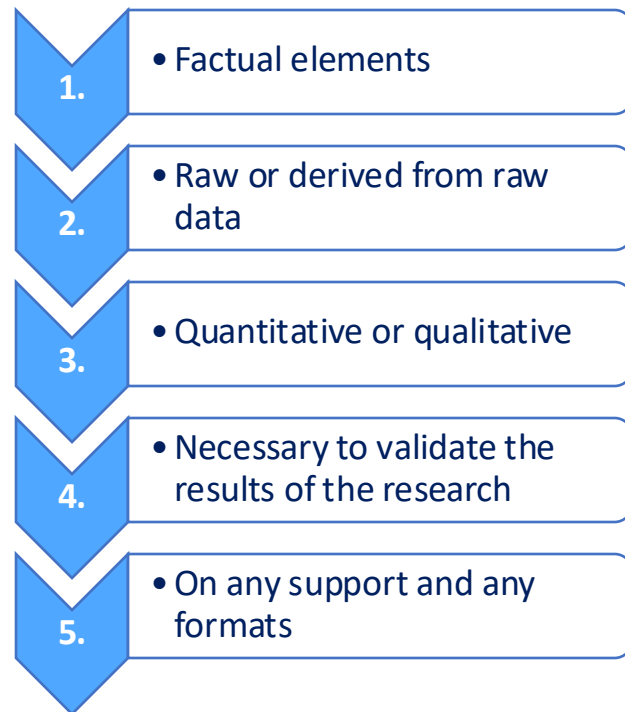 1.
• Factual elements
2.
• Raw or derived from raw
data
3.
• Quantitative or qualitative
4.
• Necessary to validate the
results of the research
5.
• On any support and any
formats